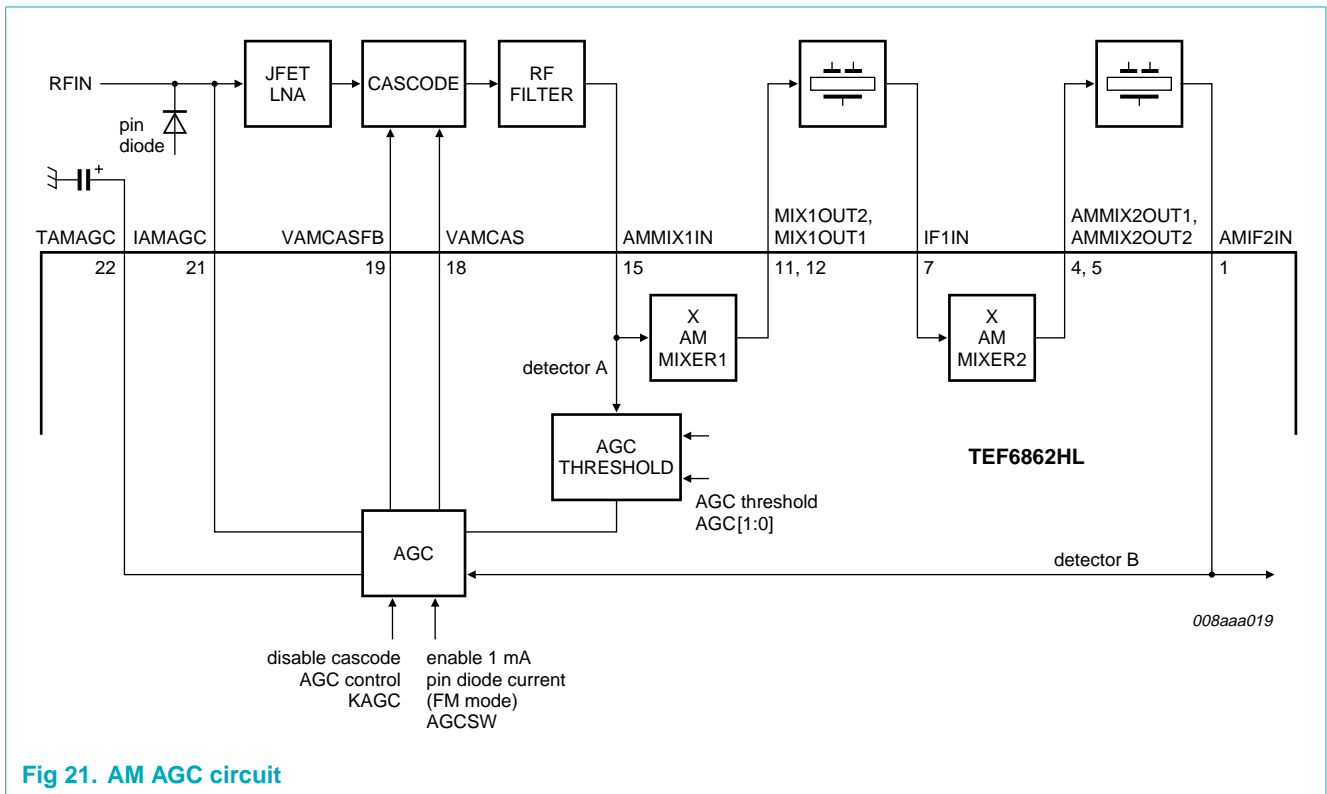 RFIN
pin
diode
JFET
LNA
CASCODE
RF
FILTER
+
TAMAGC
IAMAGC
VAMCASFB
VAMCAS
AMMIX1IN
MIX1OUT2,
MIX1OUT1
IF1IN
AMMIX2OUT1,
AMMIX2OUT2
AMIF2IN
22
21
19
18
15
11, 12
7
4, 5
1
X
AM
MIXER1
X
AM
MIXER2
detector A
AGC
THRESHOLD
TEF6862HL
AGC threshold
AGC[1:0]
AGC
detector B
008aaa019
disable cascode
AGC control
KAGC
enable 1 mA
pin diode current
(FM mode)
AGCSW
Fig 21. AM AGC circuit